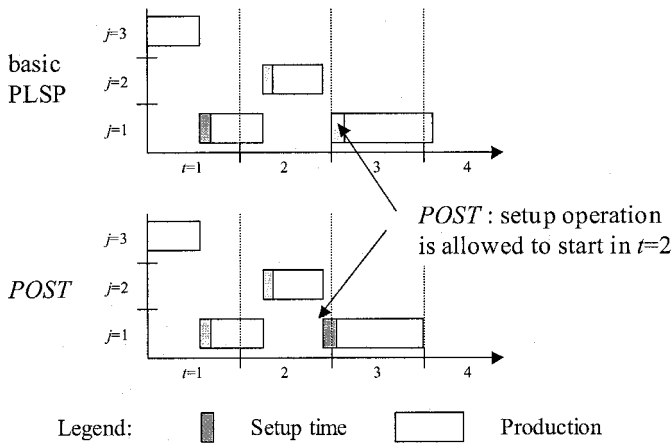 basic
PLSP
j=3
j=2
j=1
t=1 2 3 4
POST : setup operation
is allowed to start in t=2
POST
j=3
j=2
j=1
t=1 2 3 4
Legend: Setup time Production